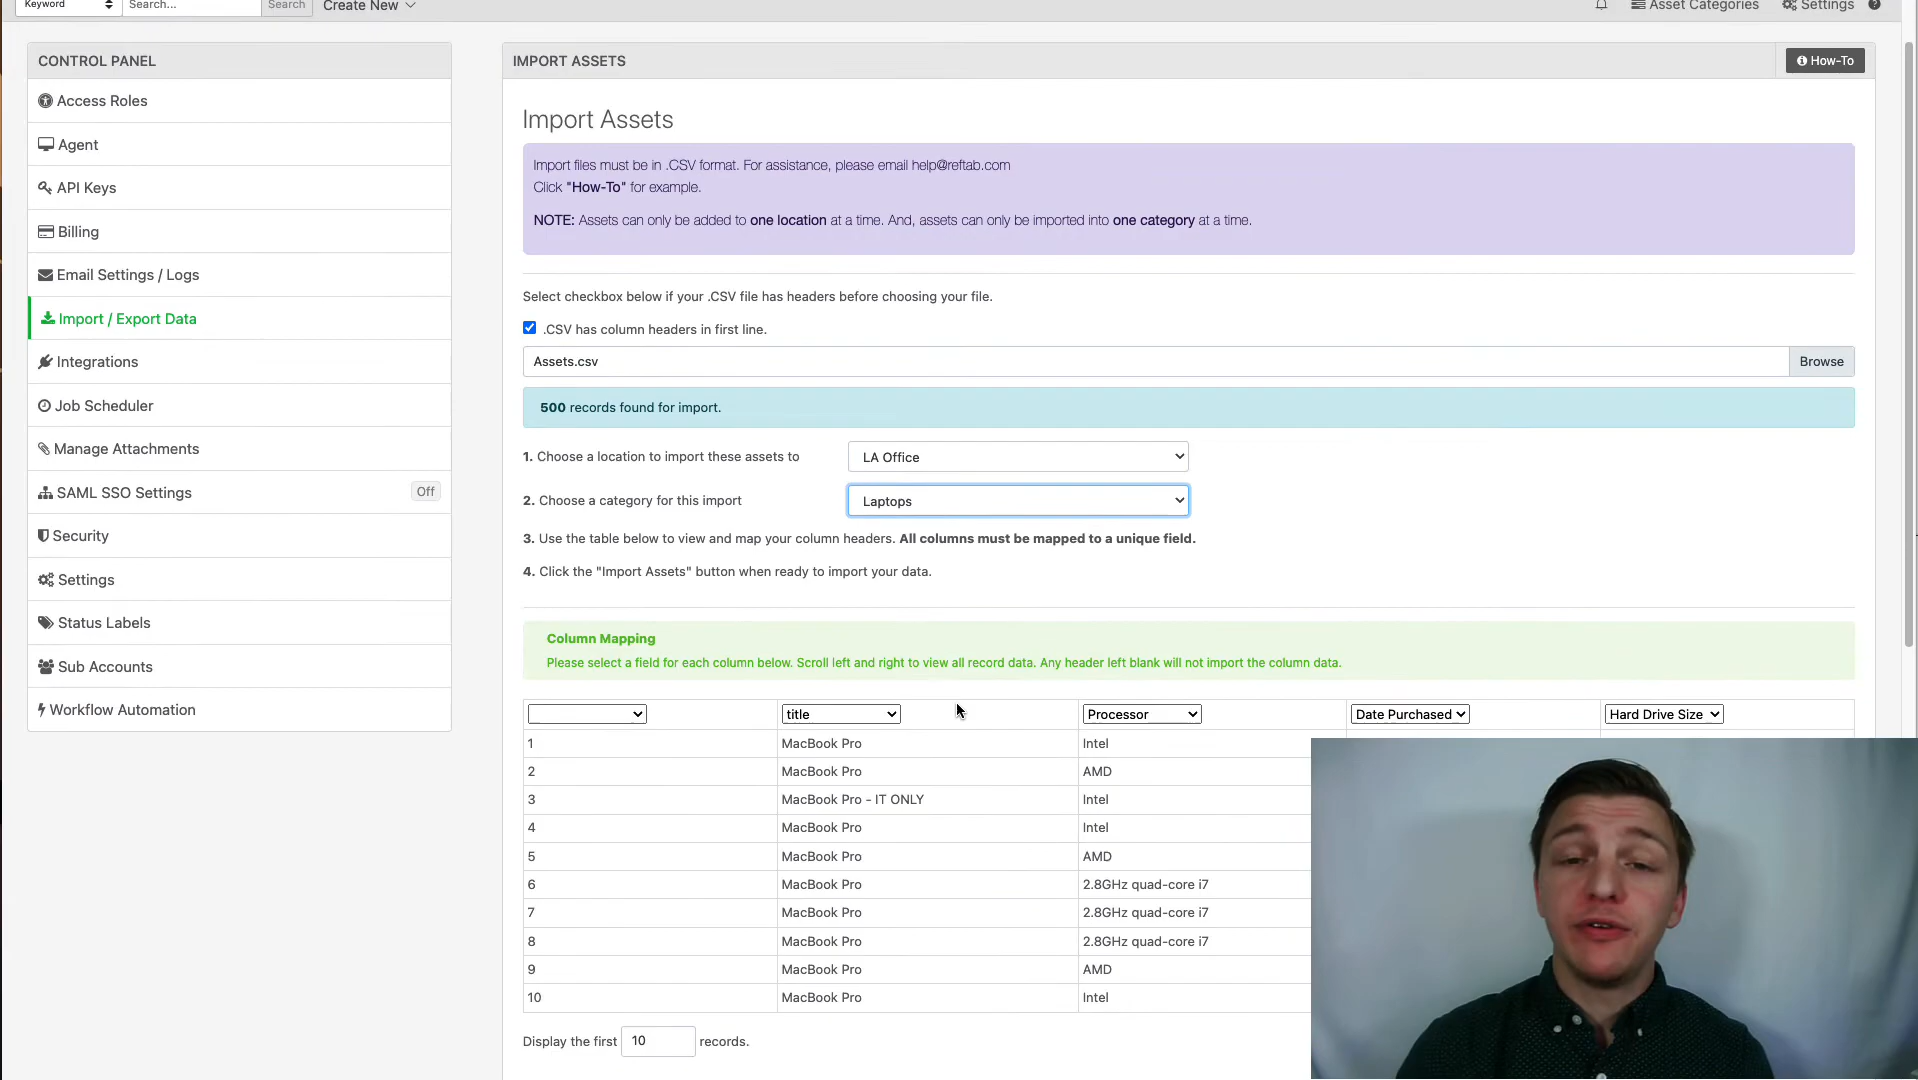 Keyword
Search...
Search
Create New
Asset Categories
Settings
CONTROL PANEL
Access Roles
Agent
API Keys
Billing
Email Settings / Logs
Import / Export Data
Integrations
Job Scheduler
Manage Attachments
SAML SSO Settings
Off
Security
Settings
Status Labels
Sub Accounts
Workflow Automation
IMPORT ASSETS
How-To
Import Assets
Import files must be in .CSV format. For assistance, please email help@reftab.com
Click "How-To" for example.
NOTE: Assets can only be added to one location at a time. And, assets can only be imported into one category at a time.
Select checkbox below if your .CSV file has headers before choosing your file.
.CSV has column headers in first line.
Assets.csv
Browse
500 records found for import.
1. Choose a location to import these assets to
LA Office
2. Choose a category for this import
Laptops
3. Use the table below to view and map your column headers. All columns must be mapped to a unique field.
4. Click the "Import Assets" button when ready to import your data.
Column Mapping
Please select a field for each column below. Scroll left and right to view all record data. Any header left blank will not import the column data.
title Processor Date Purchased Hard Drive Size
1 MacBook Pro Intel
2 MacBook Pro AMD
3 MacBook Pro - IT ONLY Intel
4 MacBook Pro Intel
5 MacBook Pro AMD
6 MacBook Pro 2.8GHz quad-core i7
7 MacBook Pro 2.8GHz quad-core i7
8 MacBook Pro 2.8GHz quad-core i7
9 MacBook Pro AMD
10 MacBook Pro Intel
Display the first 10 records.